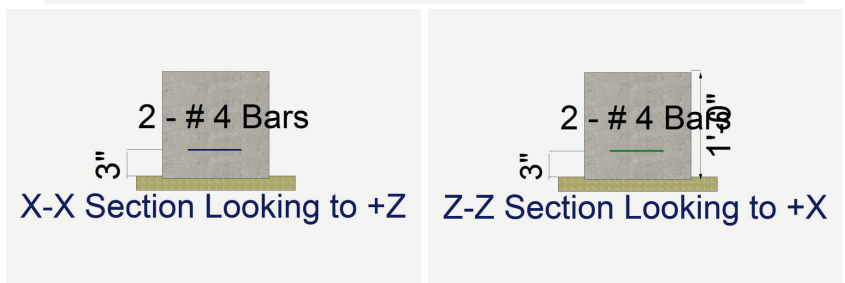 2 - # 4 Bars
3"
X-X Section Looking to +Z
2 - # 4 Bars
1'-0"
3"
Z-Z Section Looking to +X